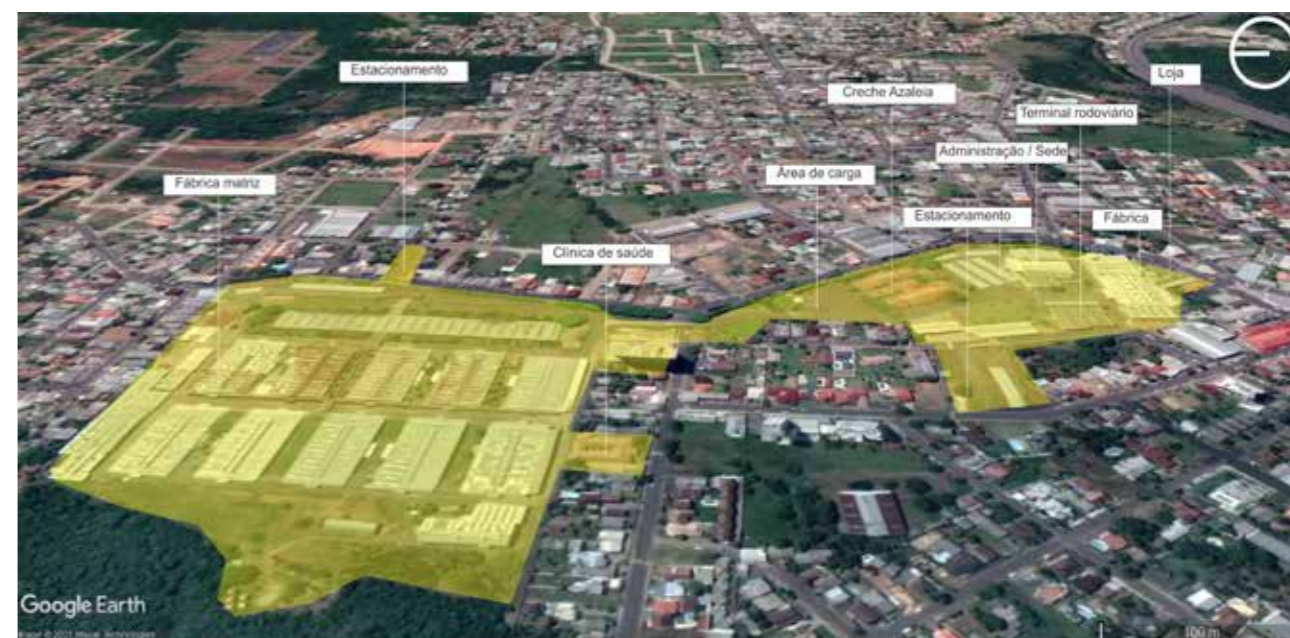 Estacionamento
Loja
Creche Azaleia
Terminal rodoviário
Administração / Sede
Área de carga
Fábrica matriz
Estacionamento
Fábrica
Clínica de saúde
Google Earth
100 m